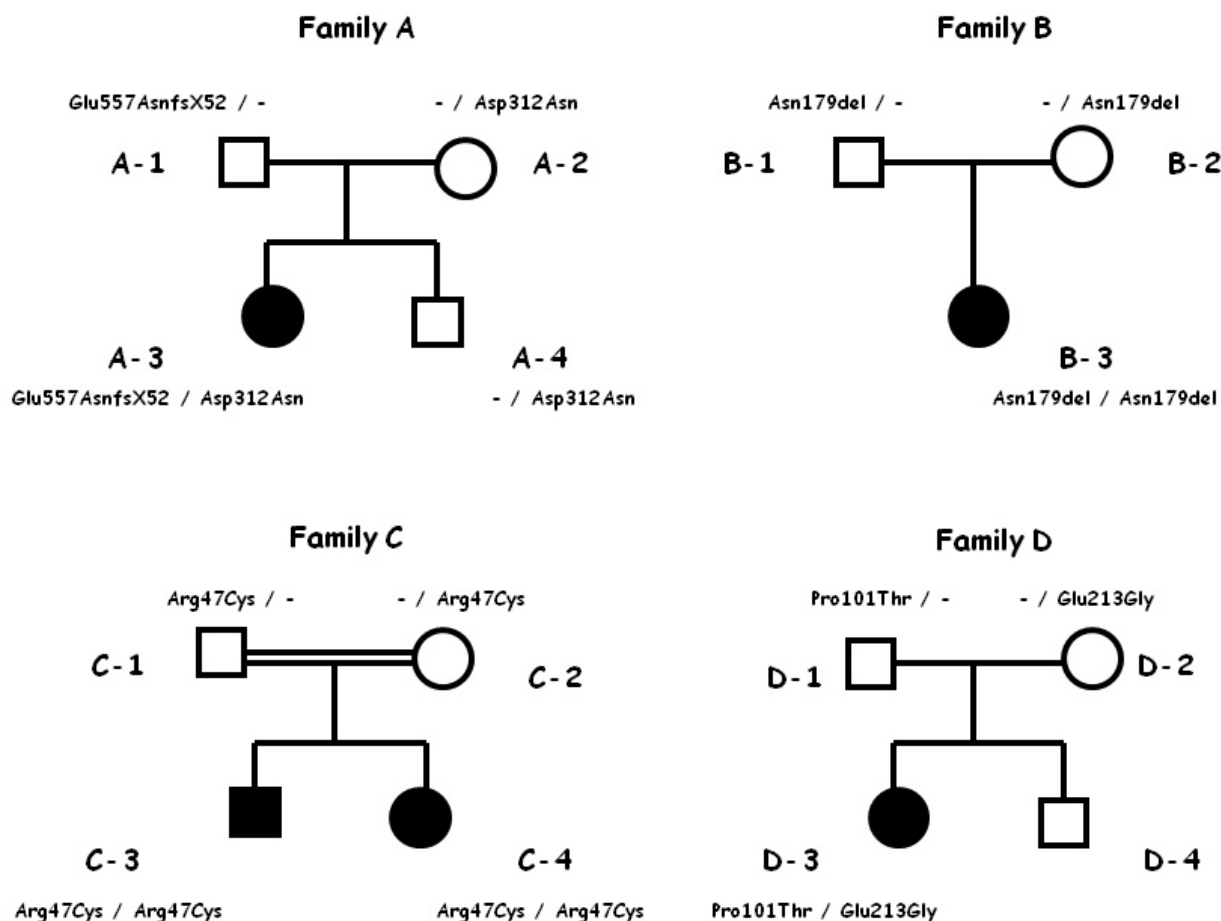 Family A
Family B
Glu557AsnfsX52 / - - / Asp312Asn
Asn179del / - - / Asn179del
A-1
A-2
B-1
B-2
A-3
A-4
B-3
Glu557AsnfsX52 / Asp312Asn
- / Asp312Asn
Asn179del / Asn179del
Family C
Family D
Arg47Cys / - - / Arg47Cys
Pro101Thr / - - / Glu213Gly
C-1
C-2
D-1
D-2
C-3
C-4
D-3
D-4
Arg47Cys / Arg47Cys
Arg47Cys / Arg47Cys
Pro101Thr / Glu213Gly